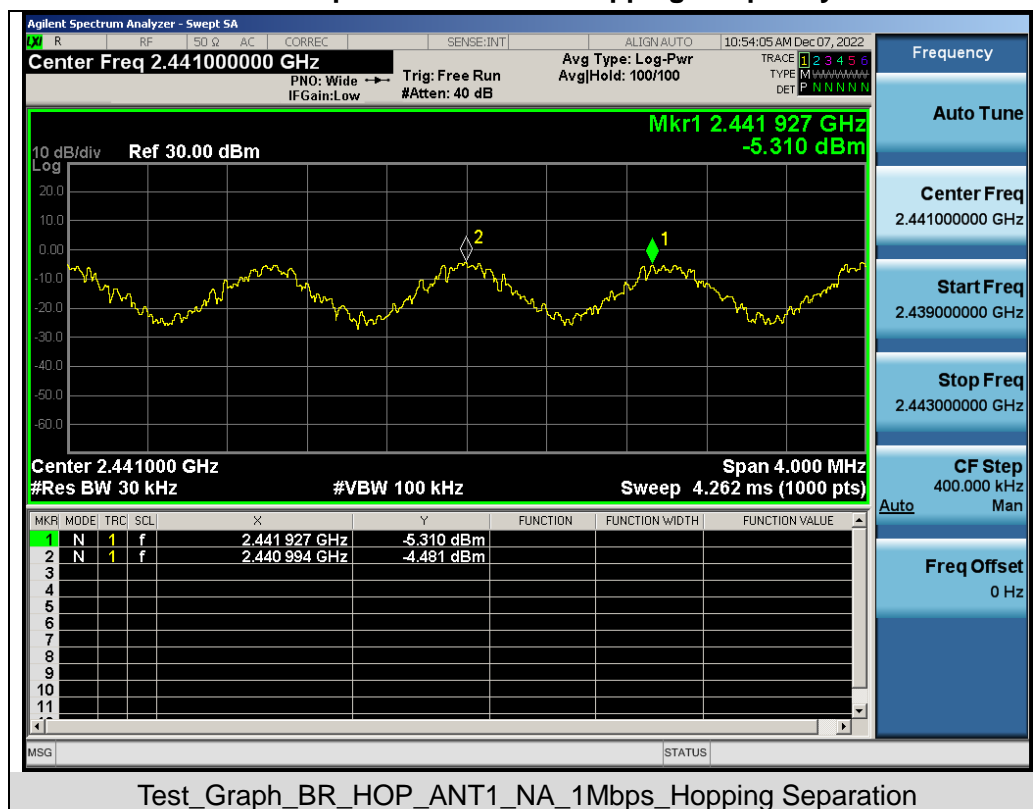 Agilent Spectrum Analyzer - Swept SA
LXI R RF 50 Ω AC CORREC SENSE:INT ALIGN AUTO 10:54:05 AM Dec 07, 2022
Center Freq 2.441000000 GHz
PNO: Wide
IFGain:Low
Trig: Free Run
#Atten: 40 dB
Avg Type: Log-Pwr
Avg|Hold: 100/100
TRACE 1 2 3 4 5 6
TYPE M
DET P N N N N N
Mkr1 2.441 927 GHz
-5.310 dBm
10 dB/div Ref 30.00 dBm
Log
20.0
10.0
0.00
-10.0
-20.0
-30.0
-40.0
-50.0
-60.0
2
1
Center 2.441000 GHz Span 4.000 MHz
#Res BW 30 kHz #VBW 100 kHz Sweep 4.262 ms (1000 pts)
MKR MODE TRC SCL X Y FUNCTION FUNCTION WIDTH FUNCTION VALUE
1 N 1 f 2.441 927 GHz -5.310 dBm
2 N 1 f 2.440 994 GHz -4.481 dBm
3
4
5
6
7
8
9
10
11
MSG STATUS
Frequency
Auto Tune
Center Freq
2.441000000 GHz
Start Freq
2.439000000 GHz
Stop Freq
2.443000000 GHz
CF Step
400.000 kHz
Auto Man
Freq Offset
0 Hz
Test_Graph_BR_HOP_ANT1_NA_1Mbps_Hopping Separation